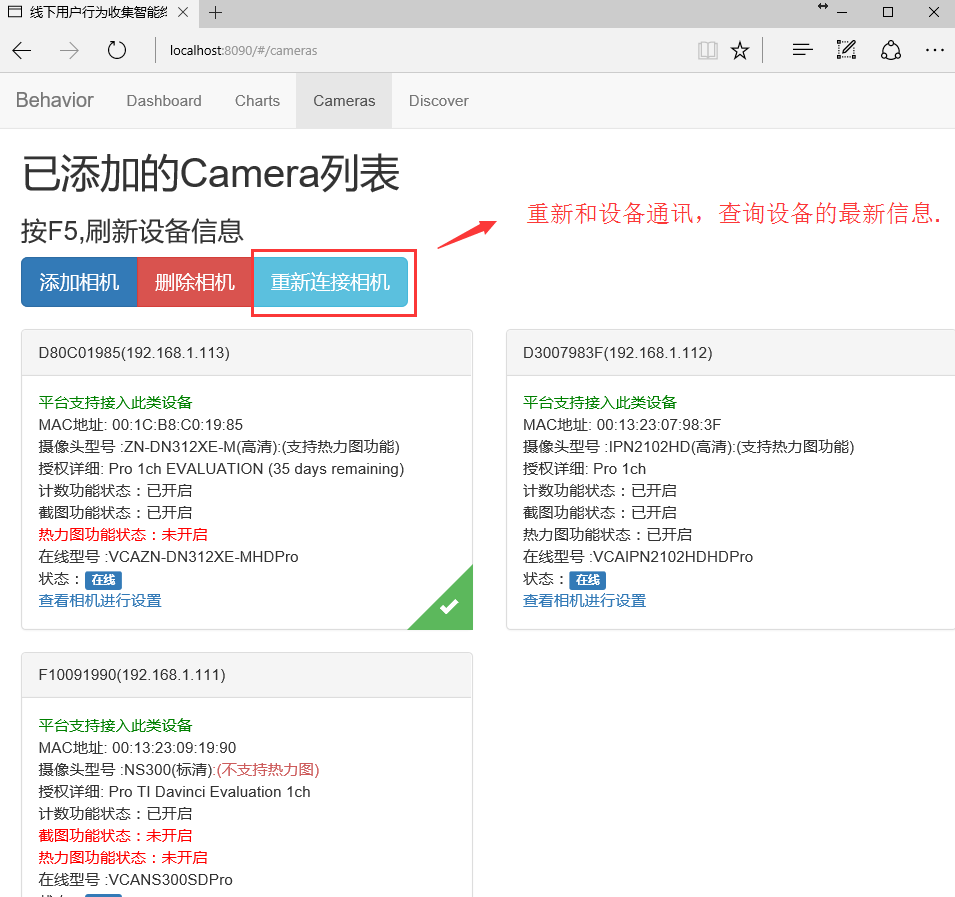 线下用户行为收集智能终
localhost:8090/#/cameras
Behavior Dashboard Charts Cameras Discover
已添加的Camera列表
重新和设备通讯，查询设备的最新信息.
按F5,刷新设备信息
添加相机 删除相机 重新连接相机
D80C01985(192.168.1.113)
平台支持接入此类设备
MAC地址: 00:1C:B8:C0:19:85
摄像头型号 :ZN-DN312XE-M(高清):(支持热力图功能)
授权详细: Pro 1ch EVALUATION (35 days remaining)
计数功能状态：已开启
截图功能状态：已开启
热力图功能状态：未开启
在线型号 :VCAZN-DN312XE-MHDPro
状态：在线
查看相机进行设置
D3007983F(192.168.1.112)
平台支持接入此类设备
MAC地址: 00:13:23:07:98:3F
摄像头型号 :IPN2102HD(高清):(支持热力图功能)
授权详细: Pro 1ch
计数功能状态：已开启
截图功能状态：已开启
热力图功能状态：已开启
在线型号 :VCAIPN2102HDHDPro
状态：在线
查看相机进行设置
F10091990(192.168.1.111)
平台支持接入此类设备
MAC地址: 00:13:23:09:19:90
摄像头型号 :NS300(标清):(不支持热力图)
授权详细: Pro TI Davinci Evaluation 1ch
计数功能状态：已开启
截图功能状态：未开启
热力图功能状态：未开启
在线型号 :VCANS300SDPro